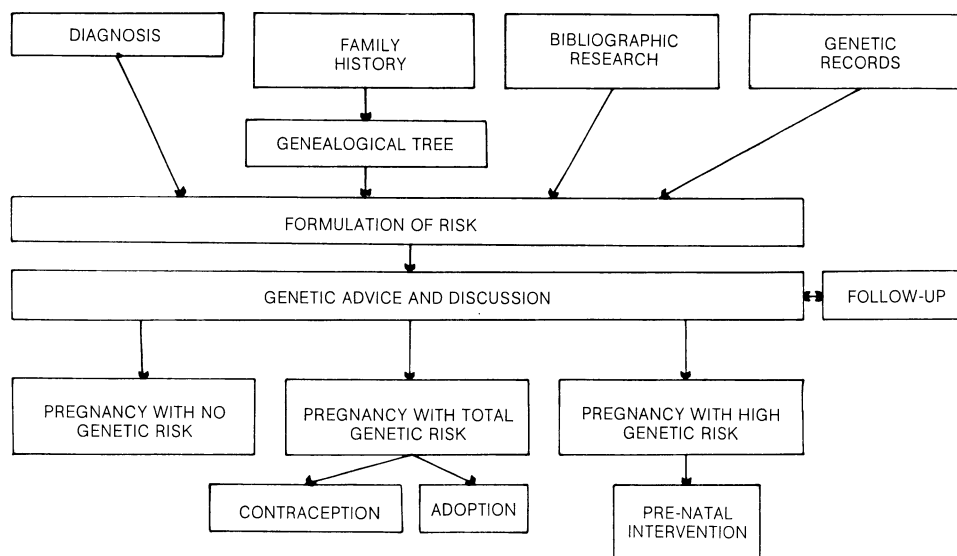 DIAGNOSIS
FAMILY
HISTORY
BIBLIOGRAPHIC
RESEARCH
GENETIC
RECORDS
GENEALOGICAL TREE
FORMULATION OF RISK
GENETIC ADVICE AND DISCUSSION
FOLLOW-UP
PREGNANCY WITH NO
GENETIC RISK
PREGNANCY WITH TOTAL
GENETIC RISK
PREGNANCY WITH HIGH
GENETIC RISK
CONTRACEPTION
ADOPTION
PRE-NATAL
INTERVENTION